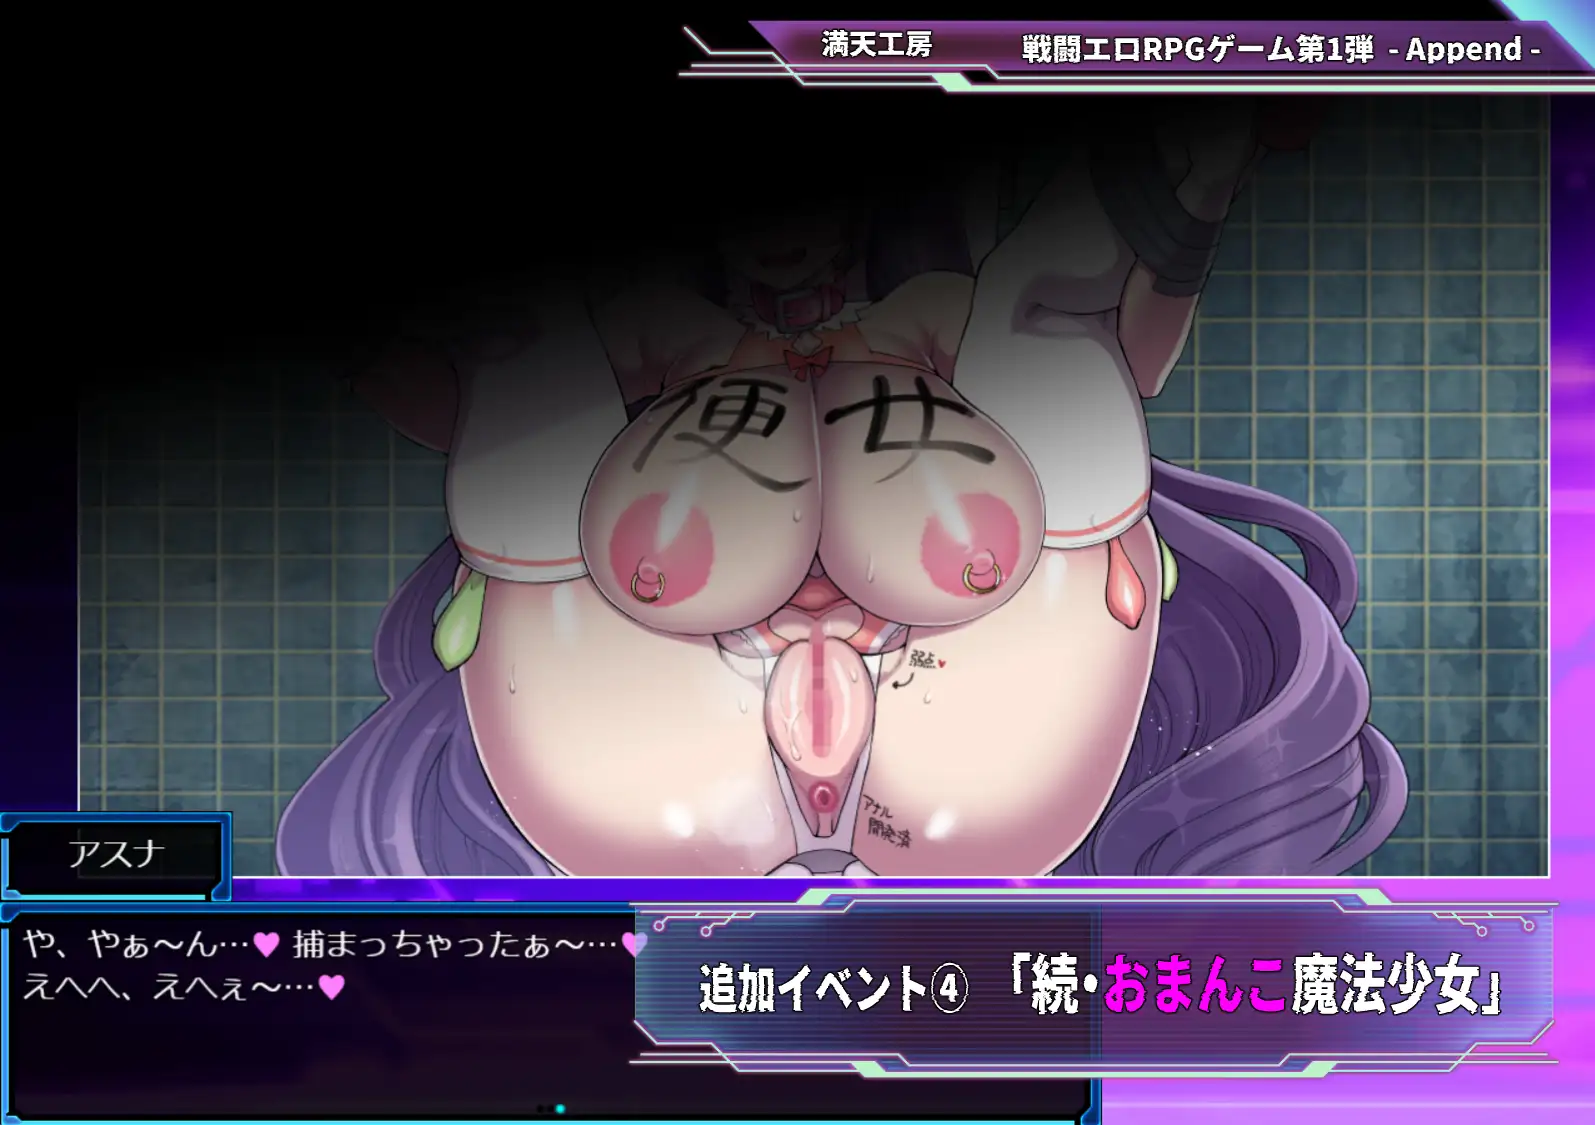 満天工房 戦闘エロRPGゲーム第1弾 - Append -
便女
弱点♥
アナル
開発済
アスナ
や、やぁ～ん…♥ 捕まっちゃったぁ～…♥
えへへ、えへぇ～…♥
追加イベント④ 「続・おまんこ魔法少女」